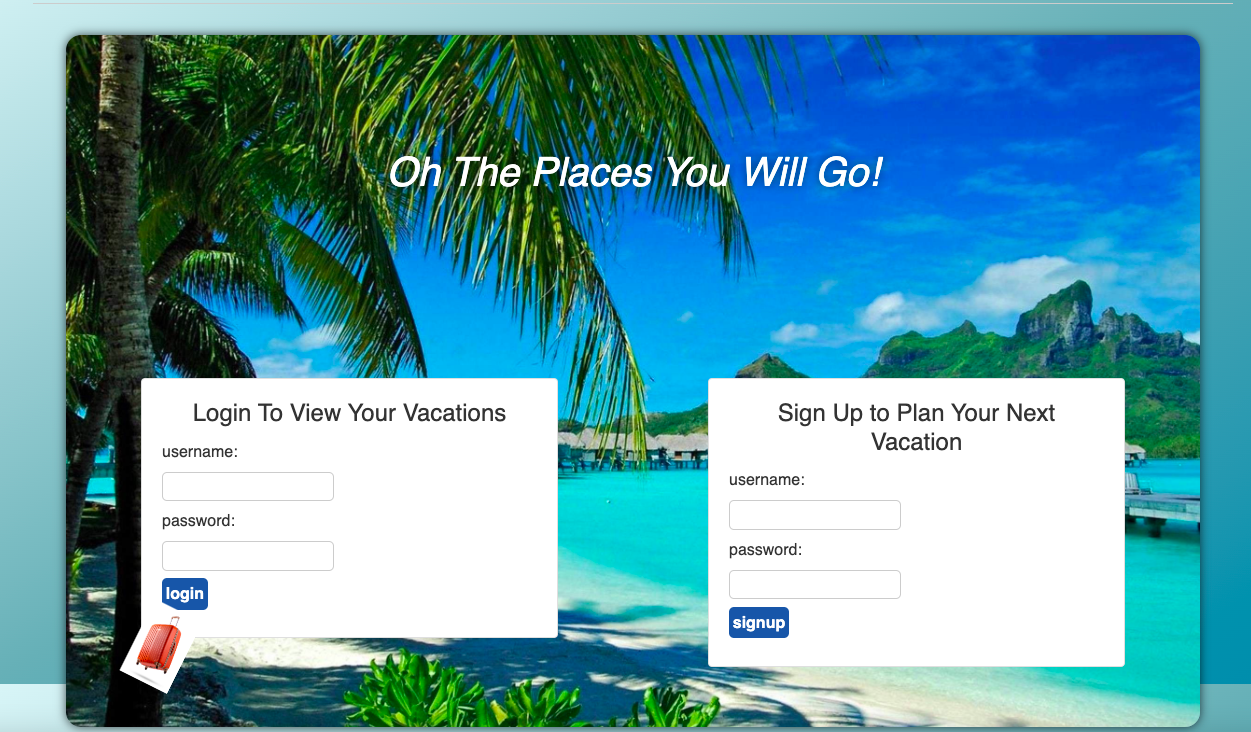 Oh The Places You Will Go!
Login To View Your Vacations
username:
password:
login
Sign Up to Plan Your Next
Vacation
username:
password:
signup